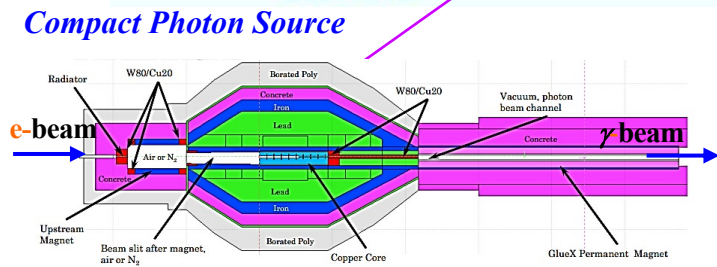 Compact Photon Source
Borated Poly
W80/Cu20
Radiator
W80/Cu20
Vacuum, photon
beam channel
Concrete
Iron
Lead
e-beam
Concrete
γ-beam
Air or N₂
Concrete
Lead
Iron
Upstream
Magnet
Borated Poly
Beam slit after magnet,
air or N₂
Copper Core
GlueX Permanent Magnet